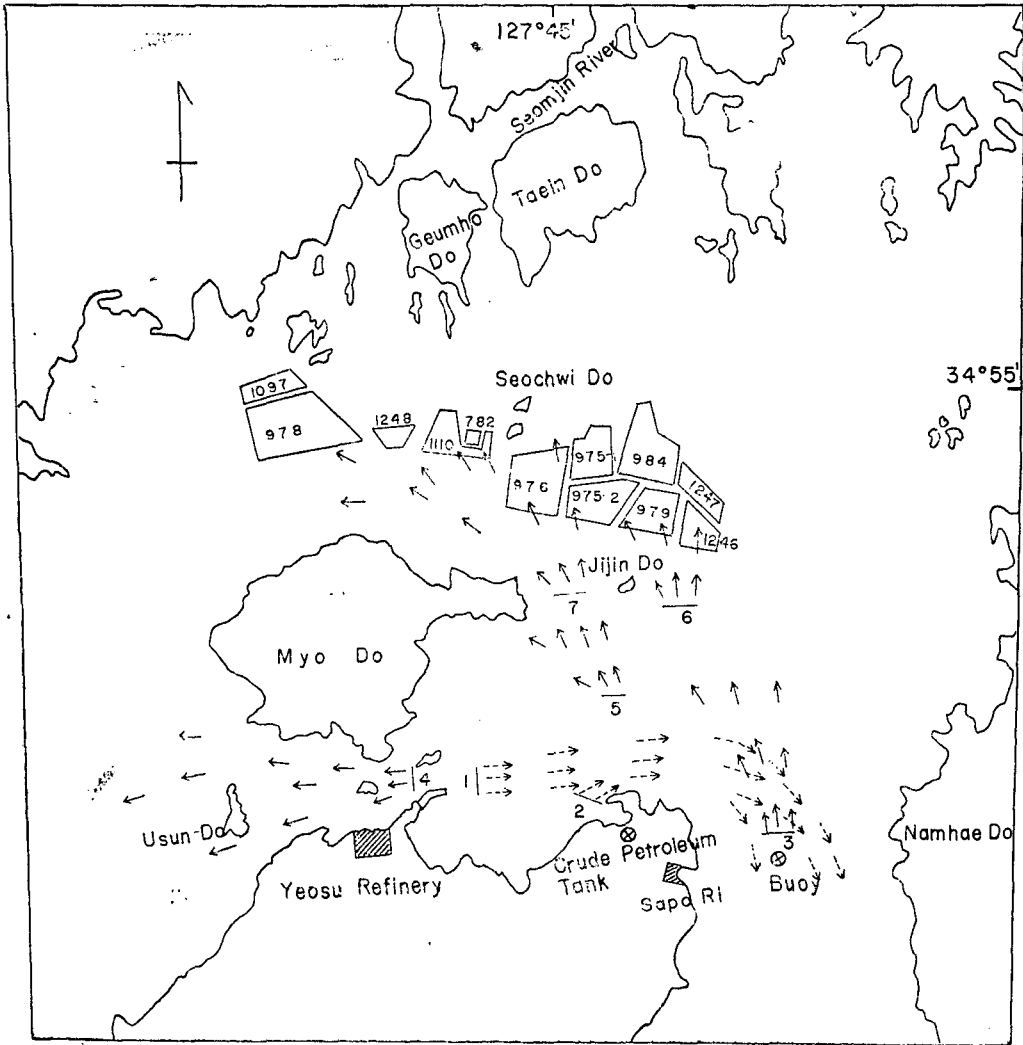 127°45'
Seomjin River
Taein Do
Geumho
Do
34°55'
Seochwi Do
1097
978
1248
1110
782
975
984
976
975-2
979
1247
1246
Jijin Do
7
6
Myo Do
5
4
1
2
3
Usun Do
Yeosu Refinery
Crude Petroleum
Tank
Sapo Ri
Buoy
Namhae Do